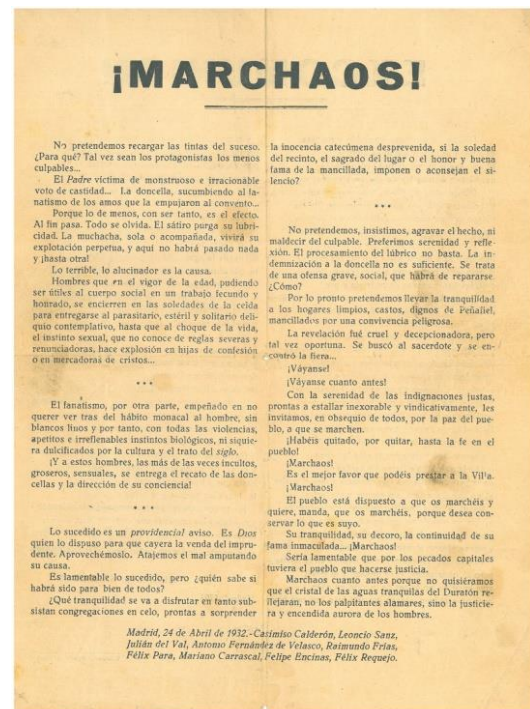 ¡MARCHAOS!
No pretendemos recargar las tintas del suceso.
¿Para qué? Tal vez sean los protagonistas los menos
culpables...
El Padre víctima de monstruoso e irracionable
voto de castidad... La doncella, sucumbiendo al fa-
natismo de los amos que la empujaron al convento...
Porque lo de menos, con ser tanto, es el efecto.
Al fin pasa. Todo se olvida. El sátiro purga su lubri-
cidad. La muchacha, sola o acompañada, vivirá su
explotación perpetua, y aquí no habrá pasado nada
y ¡hasta otra!
Lo terrible, lo alucinador es la causa.
Hombres que en el vigor de la edad, pudiendo
ser útiles al cuerpo social en un trabajo fecundo y
honrado, se encierren en las soledades de la celda
para entregarse al parasitario, estéril y solitario deli-
quio contemplativo, hasta que al choque de la vida,
el instinto sexual, que no conoce de reglas severas y
renunciadoras, hace explosión en hijas de confesión
o en mercadoras de cristos...
* * *
El fanatismo, por otra parte, empeñado en no
querer ver tras del hábito monacal al hombre, sin
blancos liuos y por tanto, con todas las violencias,
apetitos e irreflenables instintos biológicos, ni siquie-
ra dulcificados por la cultura y el trato del siglo.
¡Y a estos hombres, las más de las veces incultos,
groseros, sensuales, se entrega el recato de las don-
cellas y la dirección de su conciencia!
* * *
Lo sucedido es un providencial aviso. Es Dios
quien lo dispuso para que cayera la venda del impru-
dente. Aprovechémoslo. Atajemos el mal amputando
su causa.
Es lamentable lo sucedido, pero ¿quién sabe si
habrá sido para bien de todos?
¿Qué tranquilidad se va a disfrutar en tanto sub-
sistan congregaciones en celo, prontas a sorprender
la inocencia catecúmena desprevenida, si la soledad
del recinto, el sagrado del lugar o el honor y buena
fama de la mancillada, imponen o aconsejan el si-
lencio?
* * *
No pretendemos, insistimos, agravar el hecho, ni
maldecir del culpable. Preferimos serenidad y refle-
xión. El procesamiento del lúbrico no basta. La in-
demnización a la doncella no es suficiente. Se trata
de una ofensa grave, social, que habrá de repararse.
¿Cómo?
Por lo pronto pretendemos llevar la tranquilidad
a los hogares limpios, castos, dignos de Peñafiel,
mancillados por una convivencia peligrosa.
La revelación fué cruel y decepcionadora, pero
tal vez oportuna. Se buscó al sacerdote y se en-
contró la fiera...
¡Váyanse!
¡Váyanse cuanto antes!
Con la serenidad de las indignaciones justas,
prontas a estallar inexorable y vindicativamente, les
invitamos, en obsequio de todos, por la paz del pue-
blo, a que se marchen.
¡Habéis quitado, por quitar, hasta la fe en el
pueblo!
¡Marchaos!
Es el mejor favor que podéis prestar a la Villa.
¡Marchaos!
El pueblo está dispuesto a que os marchéis y
quiere, manda, que os marchéis, porque desea con-
servar lo que es suyo.
Su tranquilidad, su decoro, la continuidad de su
fama inmaculada... ¡Marchaos!
Sería lamentable que por los pecados capitales
tuviera el pueblo que hacerse justicia.
Marchaos cuanto antes porque no quisiéramos
que el cristal de las aguas tranquilas del Duratón re-
flejaran, no los palpitantes alamares, sino la justicie-
ra y encendida aurora de los hombres.
Madrid, 24 de Abril de 1932.-Casimiso Calderón, Leoncio Sanz,
Julián del Val, Antonio Fernández de Velasco, Raimundo Frias,
Félix Para, Mariano Carrascal, Felipe Encinas, Félix Requejo.